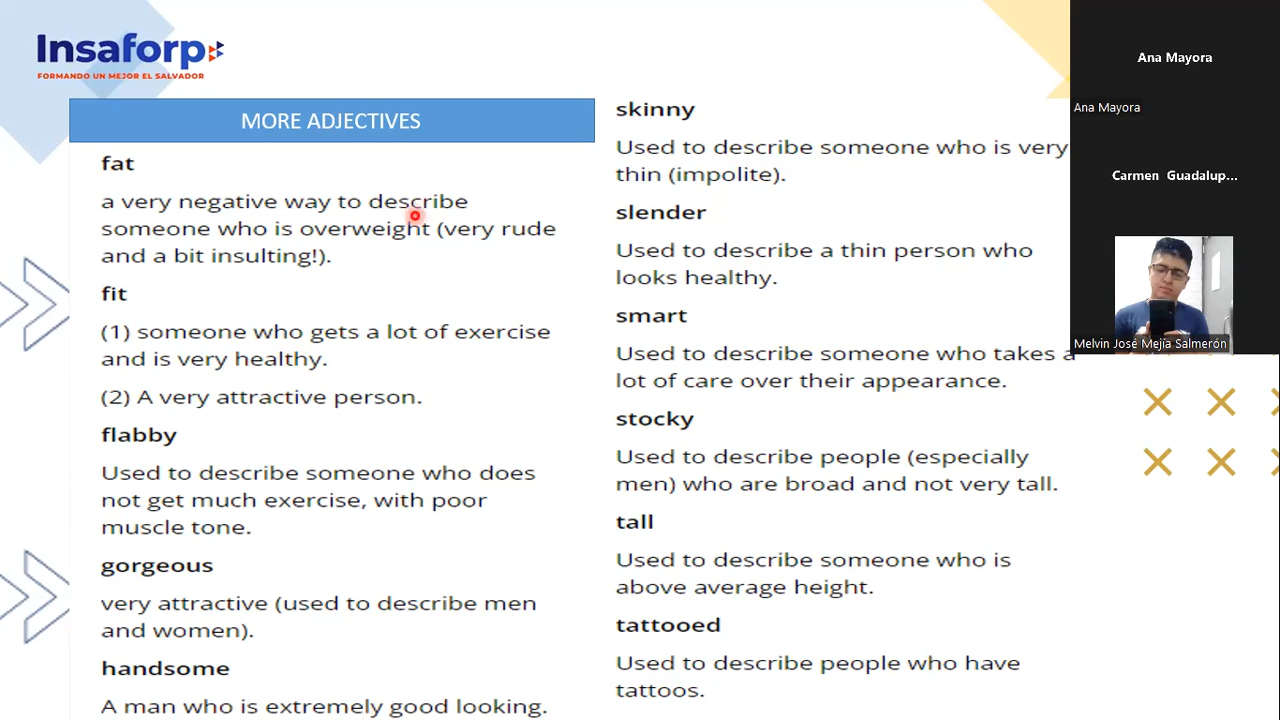 Insaforp
FORMANDO UN MEJOR EL SALVADOR
MORE ADJECTIVES
fat
a very negative way to describe
someone who is overweight (very rude
and a bit insulting!).
fit
(1) someone who gets a lot of exercise
and is very healthy.
(2) A very attractive person.
flabby
Used to describe someone who does
not get much exercise, with poor
muscle tone.
gorgeous
very attractive (used to describe men
and women).
handsome
A man who is extremely good looking.
skinny
Used to describe someone who is very
thin (impolite).
slender
Used to describe a thin person who
looks healthy.
smart
Used to describe someone who takes a
lot of care over their appearance.
stocky
Used to describe people (especially
men) who are broad and not very tall.
tall
Used to describe someone who is
above average height.
tattooed
Used to describe people who have
tattoos.
Ana Mayora
Ana Mayora
Carmen Guadalup...
Melvin José Mejía Salmerón